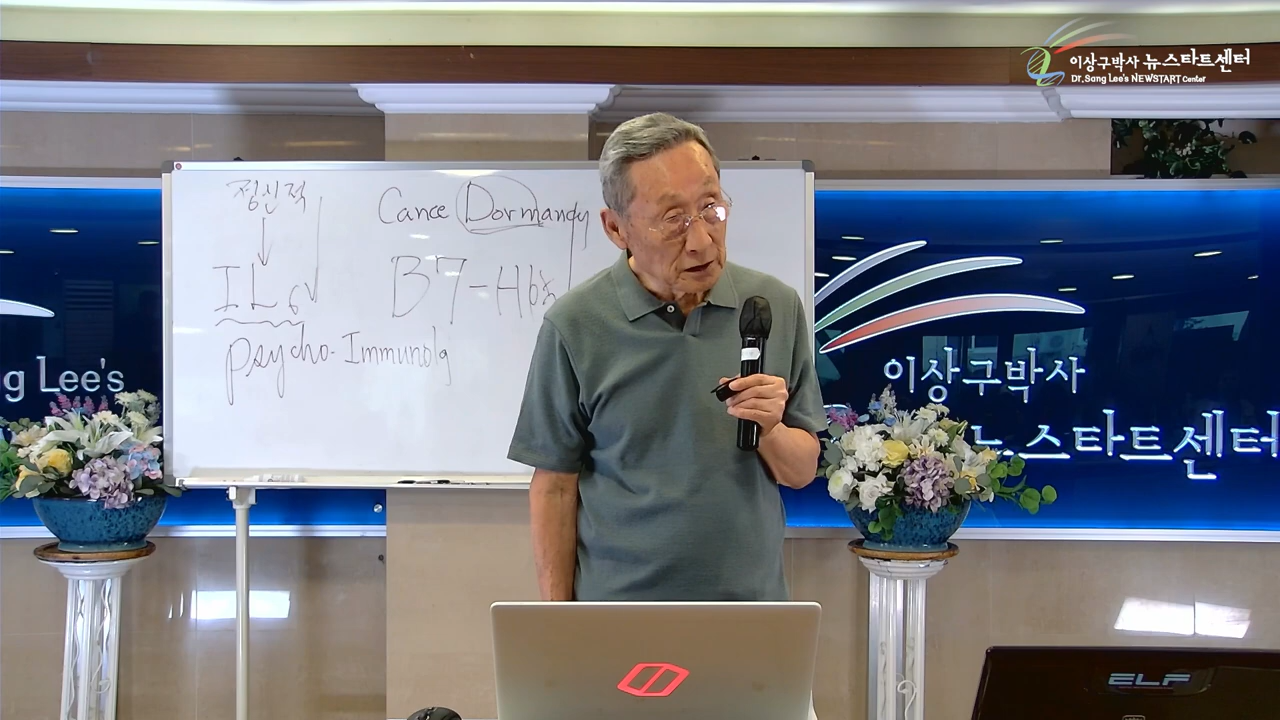 이상구박사 뉴스타트센터
Dr. Sang Lee's NEWSTART Center
정신적
IL6
psycho-Immunolg
Cance Dormandy
B7-H
g Lee's
이상구박사
뉴스타트센터
ELF